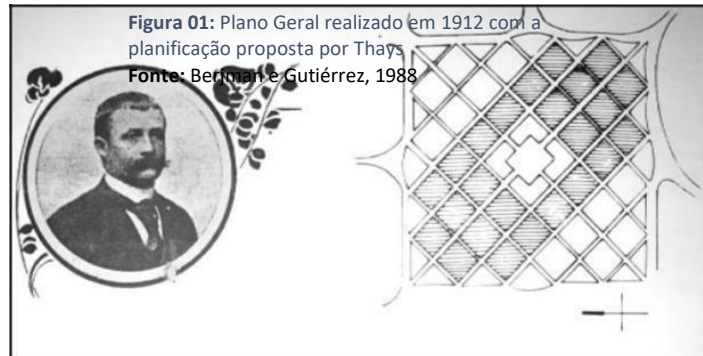 Figura 01: Plano Geral realizado em 1912 com a
planificação proposta por Thays
Fonte: Berjman e Gutiérrez, 1988